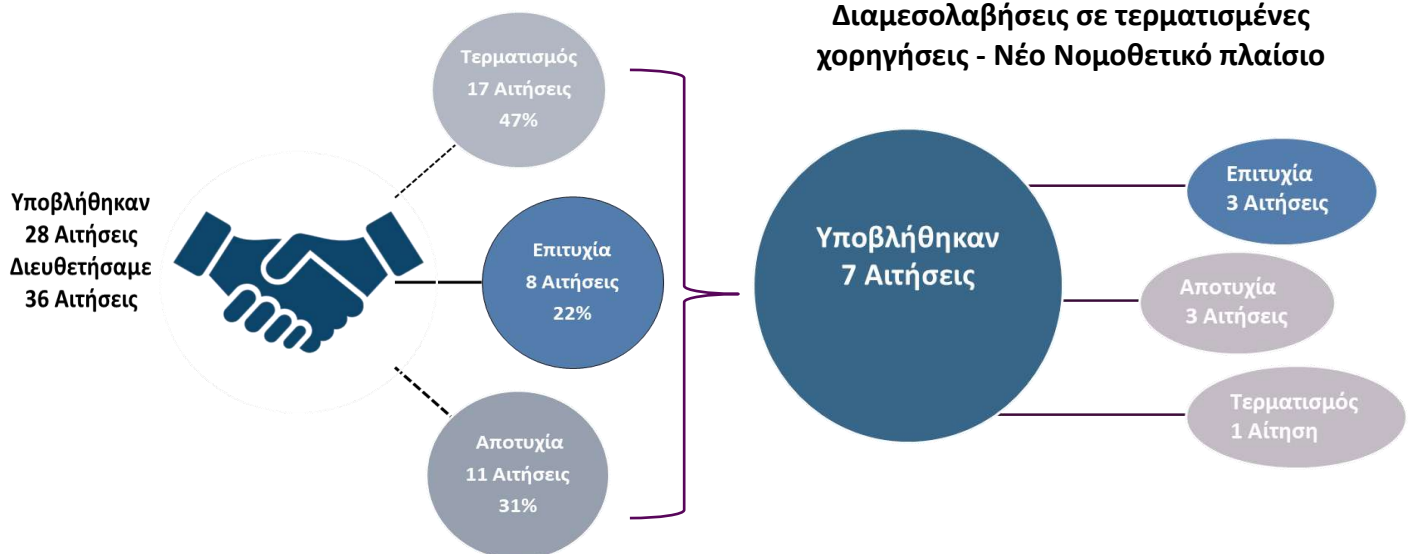 Διαμεσολαβήσεις σε τερματισμένες
χορηγήσεις - Νέο Νομοθετικό πλαίσιο
Υποβλήθηκαν
28 Αιτήσεις
Διευθετήσαμε
36 Αιτήσεις
Τερματισμός
17 Αιτήσεις
47%
Επιτυχία
8 Αιτήσεις
22%
Αποτυχία
11 Αιτήσεις
31%
Υποβλήθηκαν
7 Αιτήσεις
Επιτυχία
3 Αιτήσεις
Αποτυχία
3 Αιτήσεις
Τερματισμός
1 Αίτηση